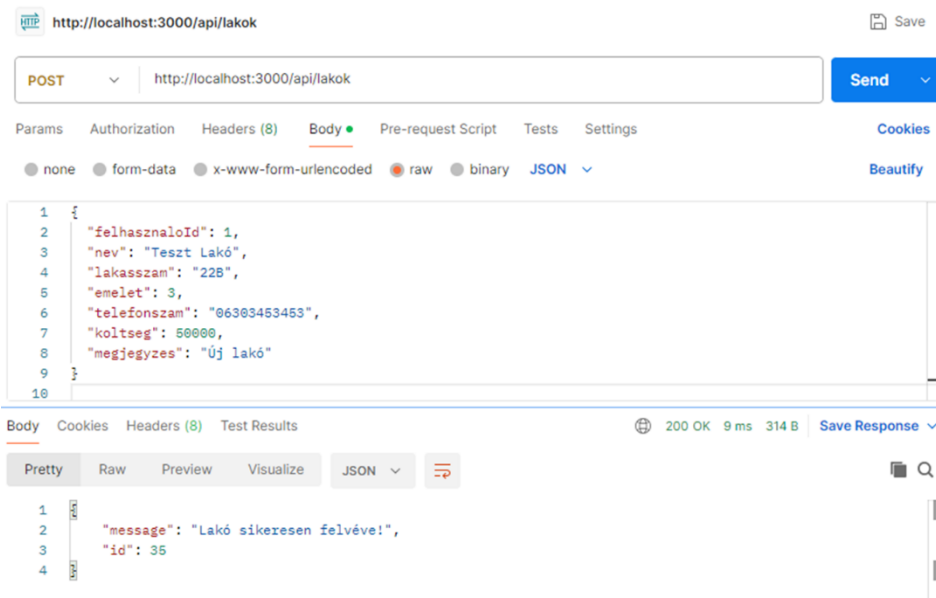 HTTP http://localhost:3000/api/lakok Save
POST http://localhost:3000/api/lakok Send
Params Authorization Headers (8) Body Pre-request Script Tests Settings Cookies
none form-data x-www-form-urlencoded raw binary JSON Beautify
1 {
2 "felhasznaloId": 1,
3 "nev": "Teszt Lakó",
4 "lakasszam": "22B",
5 "emelet": 3,
6 "telefonszam": "06303453453",
7 "koltseg": 50000,
8 "megjegyzes": "Új lakó"
9 }
10
Body Cookies Headers (8) Test Results 200 OK 9 ms 314 B Save Response
Pretty Raw Preview Visualize JSON
1 {
2 "message": "Lakó sikeresen felvéve!",
3 "id": 35
4 }